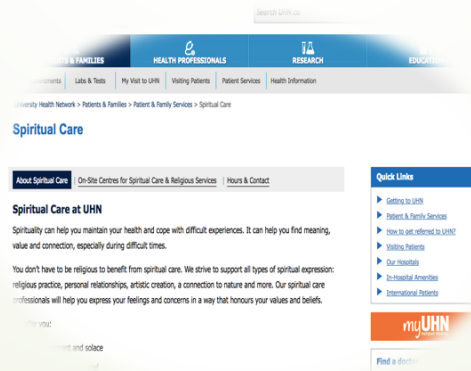 Search UHN.ca
& FAMILIES
HEALTH PROFESSIONALS
RESEARCH
Labs & Tests
My Visit to UHN
Visiting Patients
Patient Services
Health Information
Health Network > Patients & Families > Patient & Family Services > Spiritual Care
Spiritual Care
About Spiritual Care | On-Site Centres for Spiritual Care & Religious Services | Hours & Contact
Spiritual Care at UHN
Spirituality can help you maintain your health and cope with difficult experiences. It can help you find meaning,
value and connection, especially during difficult times.
You don't have to be religious to benefit from spiritual care. We strive to support all types of spiritual expression:
religious practice, personal relationships, artistic creation, a connection to nature and more. Our spiritual care
professionals will help you express your feelings and concerns in a way that honours your values and beliefs.
you:
and solace
Quick Links
Getting to UHN
Patient & Family Services
How to get referred to UHN?
Visiting Patients
Our Hospitals
In-Hospital Amenities
International Patients
myUHN
Find a doctor